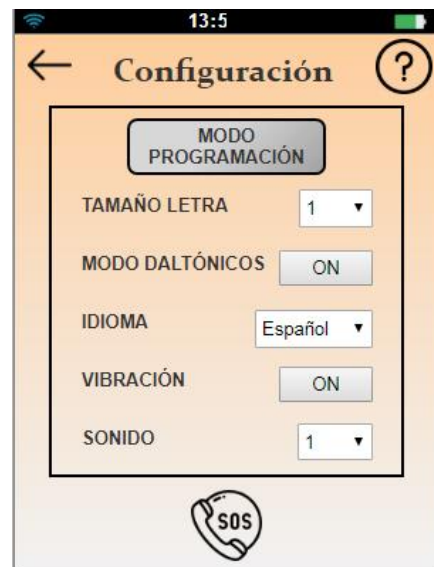 13:5
Configuración
?
MODO
PROGRAMACIÓN
TAMAÑO LETRA 1
MODO DALTÓNICOS ON
IDIOMA Español
VIBRACIÓN ON
SONIDO 1
SOS